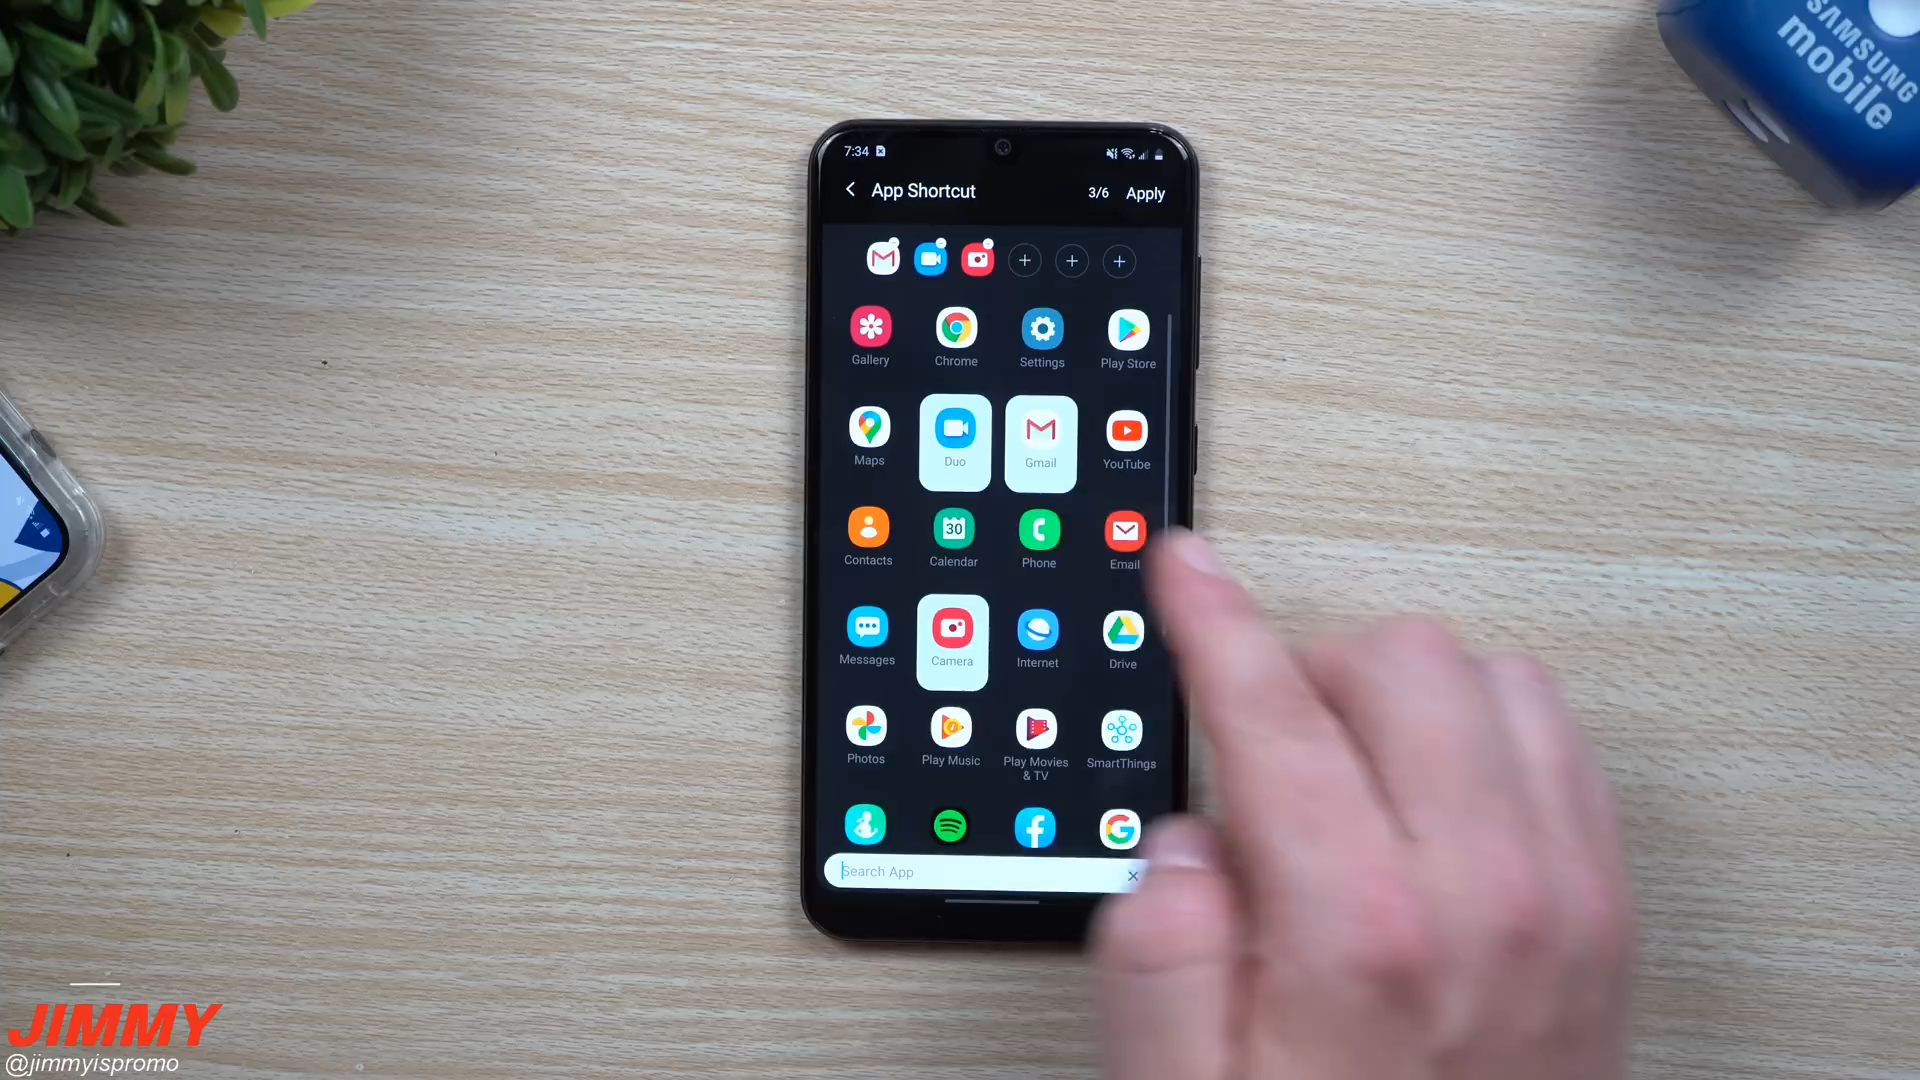 SAMSUNG
mobile
7:34
App Shortcut
3/6 Apply
Gallery
Chrome
Settings
Play Store
Maps
Duo
Gmail
YouTube
Contacts
30
Calendar
Phone
Email
Messages
Camera
Internet
Drive
Photos
Play Music
Play Movies
& TV
SmartThings
Search App
JIMMY
@jimmyispromo